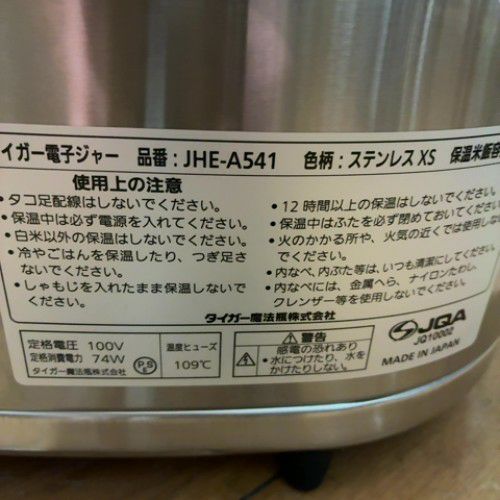 イガー電子ジャー 品番：JHE-A541 色柄：ステンレス XS 保温米飯容
使用上の注意
・タコ足配線はしないでください。
・保温中は必ず電源を入れてください。
・白米以外の保温はしないでください。
・冷やごはんを保温したり、つぎ足さ
ないでください。
・しゃもじを入れたまま保温しないで
ください。
・12時間以上の保温はしないでください。
・保温中はふたを必ず閉めておいてください
・火のかかる所や、火気の近くでは使用しな
でください。
・内なべ、内ぶた等は、いつも清潔にしてください
・内なべには、金属へら、ナイロンたわし、
クレンザー等を使用しないでください。
タイガー魔法瓶株式会社
定格電圧 100V
定格消費電力 74W
タイガー魔法瓶株式会社
PSE
温度ヒューズ
109℃
⚠警告
感電の恐れあり
・水につけたり、水を
かけたりしない。
JQA
JQ10002
MADE IN JAPAN